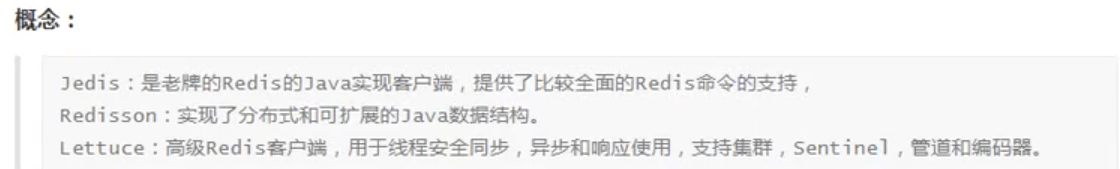 概念：
Jedis：是老牌的Redis的Java实现客户端，提供了比较全面的Redis命令的支持，
Redisson：实现了分布式和可扩展的Java数据结构。
Lettuce：高级Redis客户端，用于线程安全同步，异步和响应使用，支持集群，Sentinel，管道和编码器。